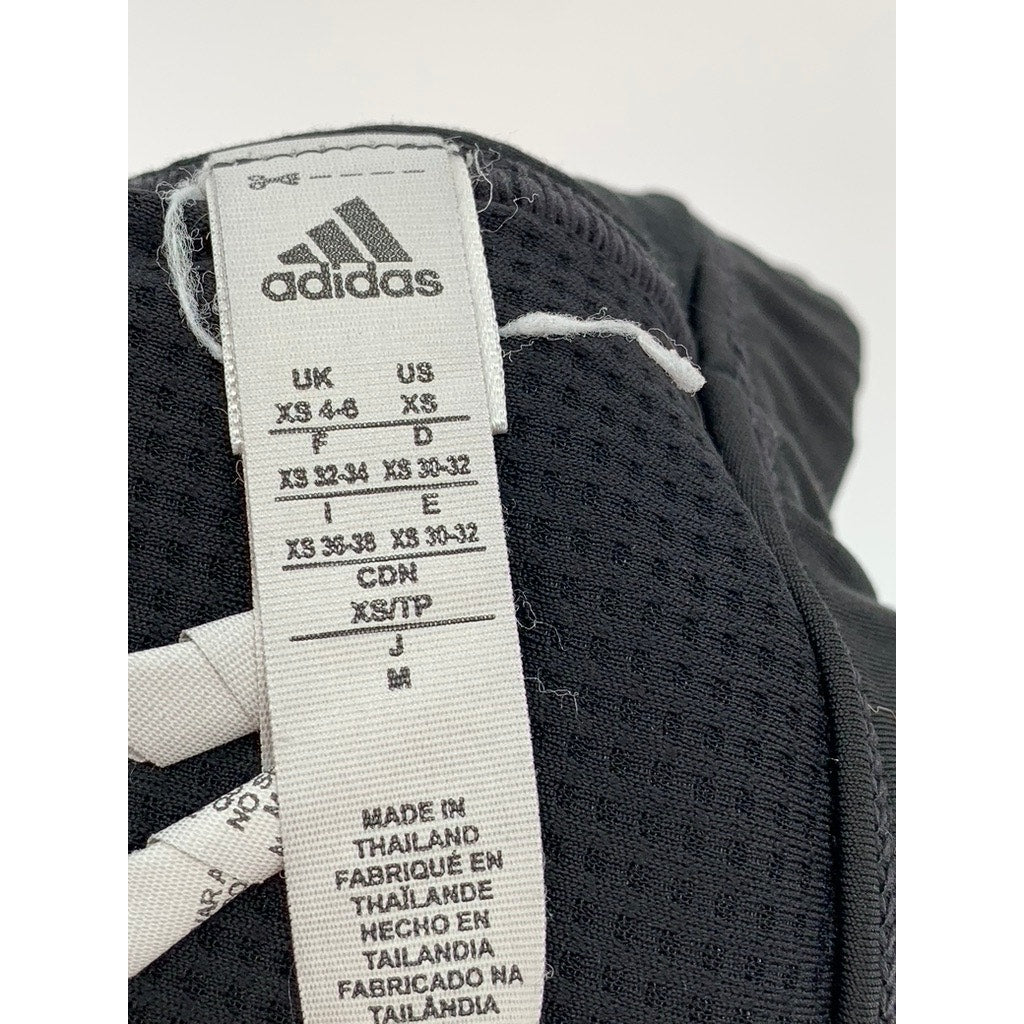 adidas
UK US
XS 4-6 XS
F D
XS 32-34 XS 30-32
I E
XS 36-38 XS 30-32
CDN
XS/TP
J
M
MADE IN
THAILAND
FABRIQUÉ EN
THAÏLANDE
HECHO EN
TAILANDIA
FABRICADO NA
TAILÂNDIA
NO